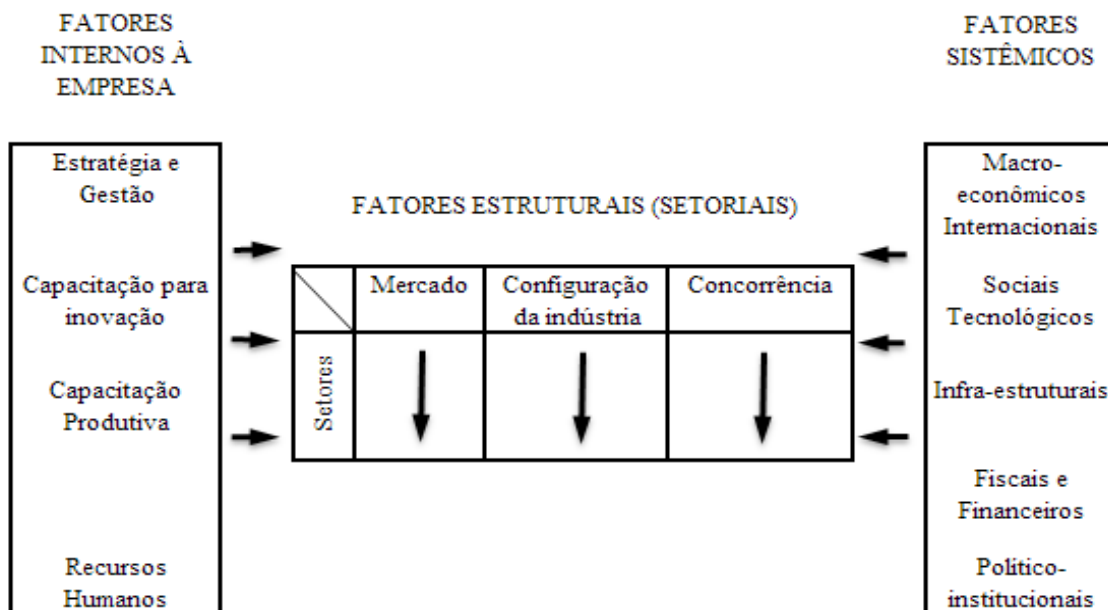 FATORES
INTERNOS À
EMPRESA
Estratégia e
Gestão
Capacitação para
inovação
Capacitação
Produtiva
Recursos
Humanos
FATORES ESTRUTURAIS (SETORIAIS)
Mercado
Configuração
da indústria
Concorrência
Setores
FATORES
SISTÊMICOS
Macro-
econômicos
Internacionais
Sociais
Tecnológicos
Infra-estruturais
Fiscais e
Financeiros
Político-
institucionais